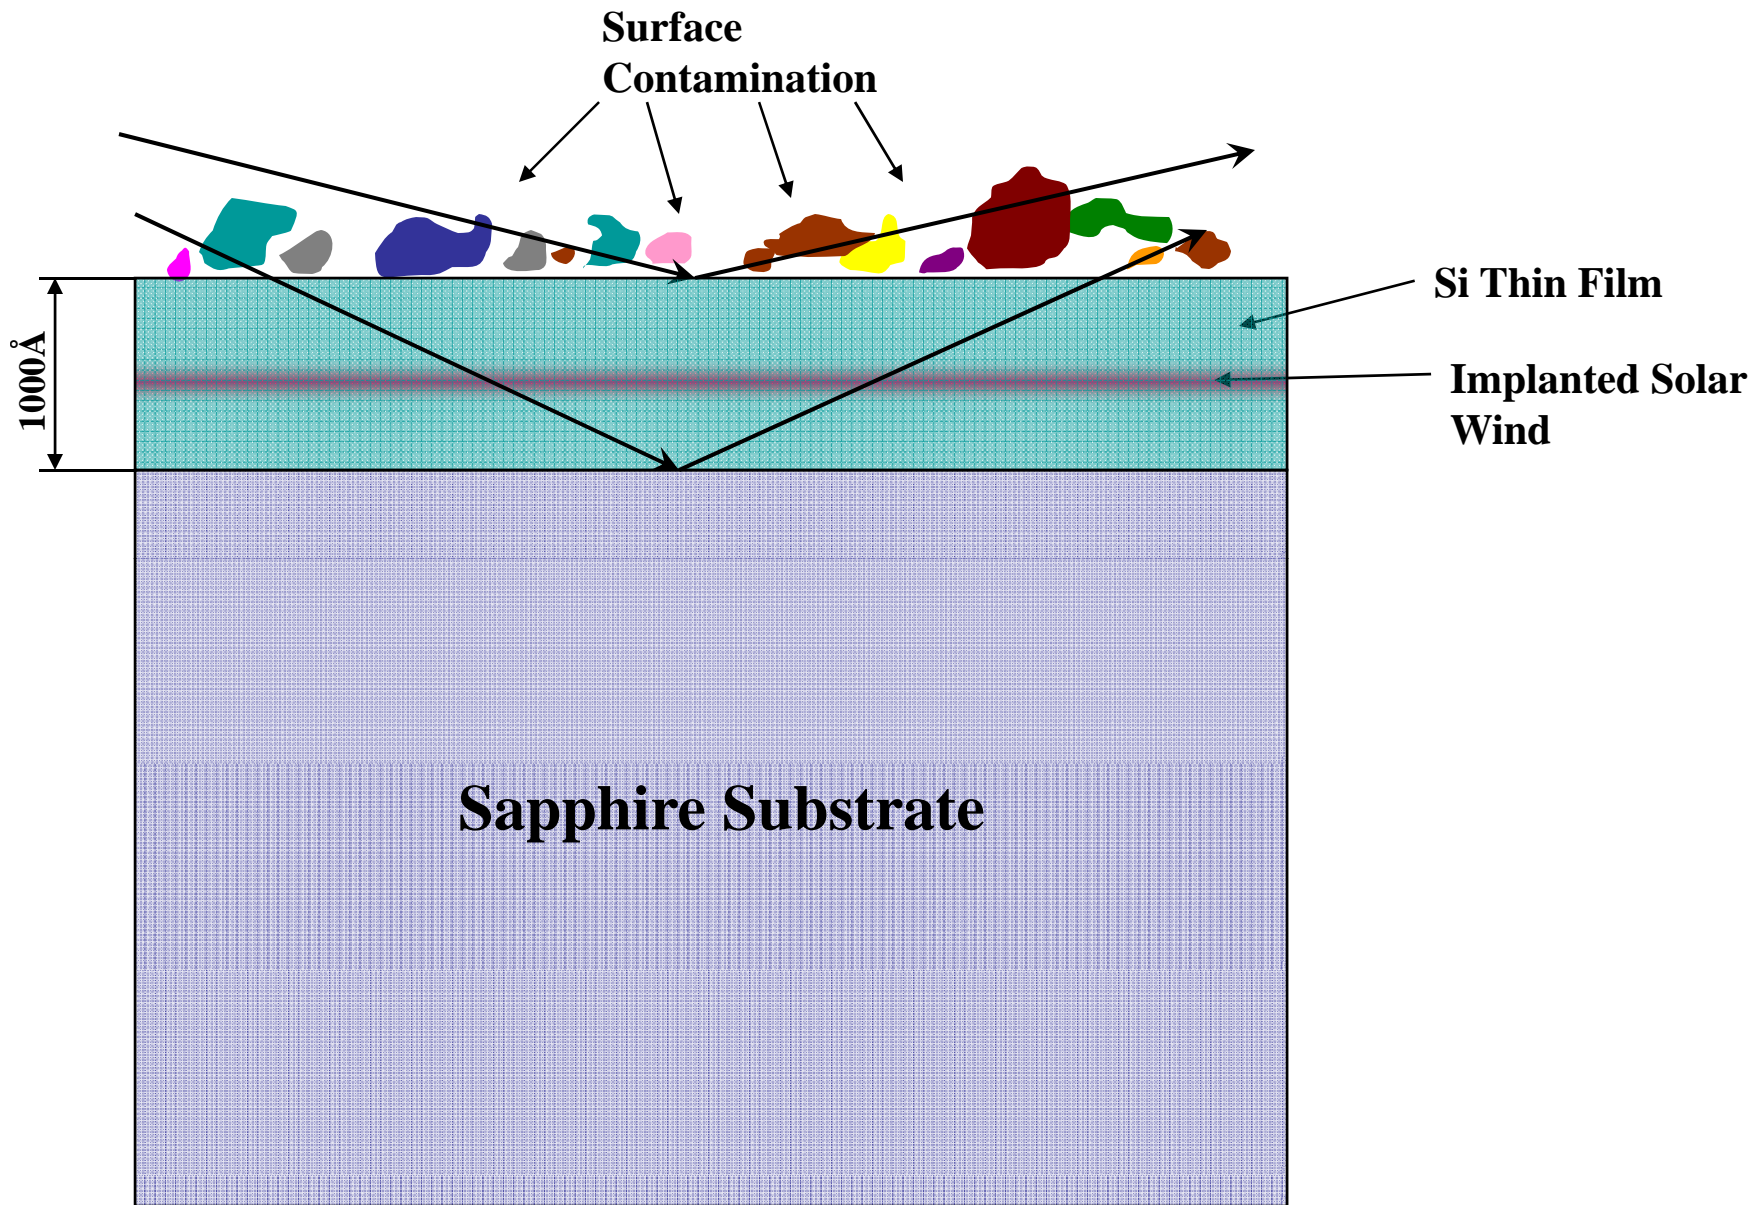 Surface
Contamination
Si Thin Film
1000Å
Implanted Solar
Wind
Sapphire Substrate